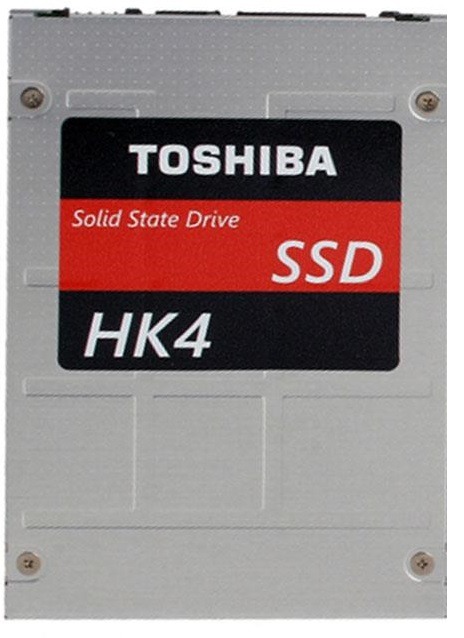 TOSHIBA
Solid State Drive
SSD
HK4